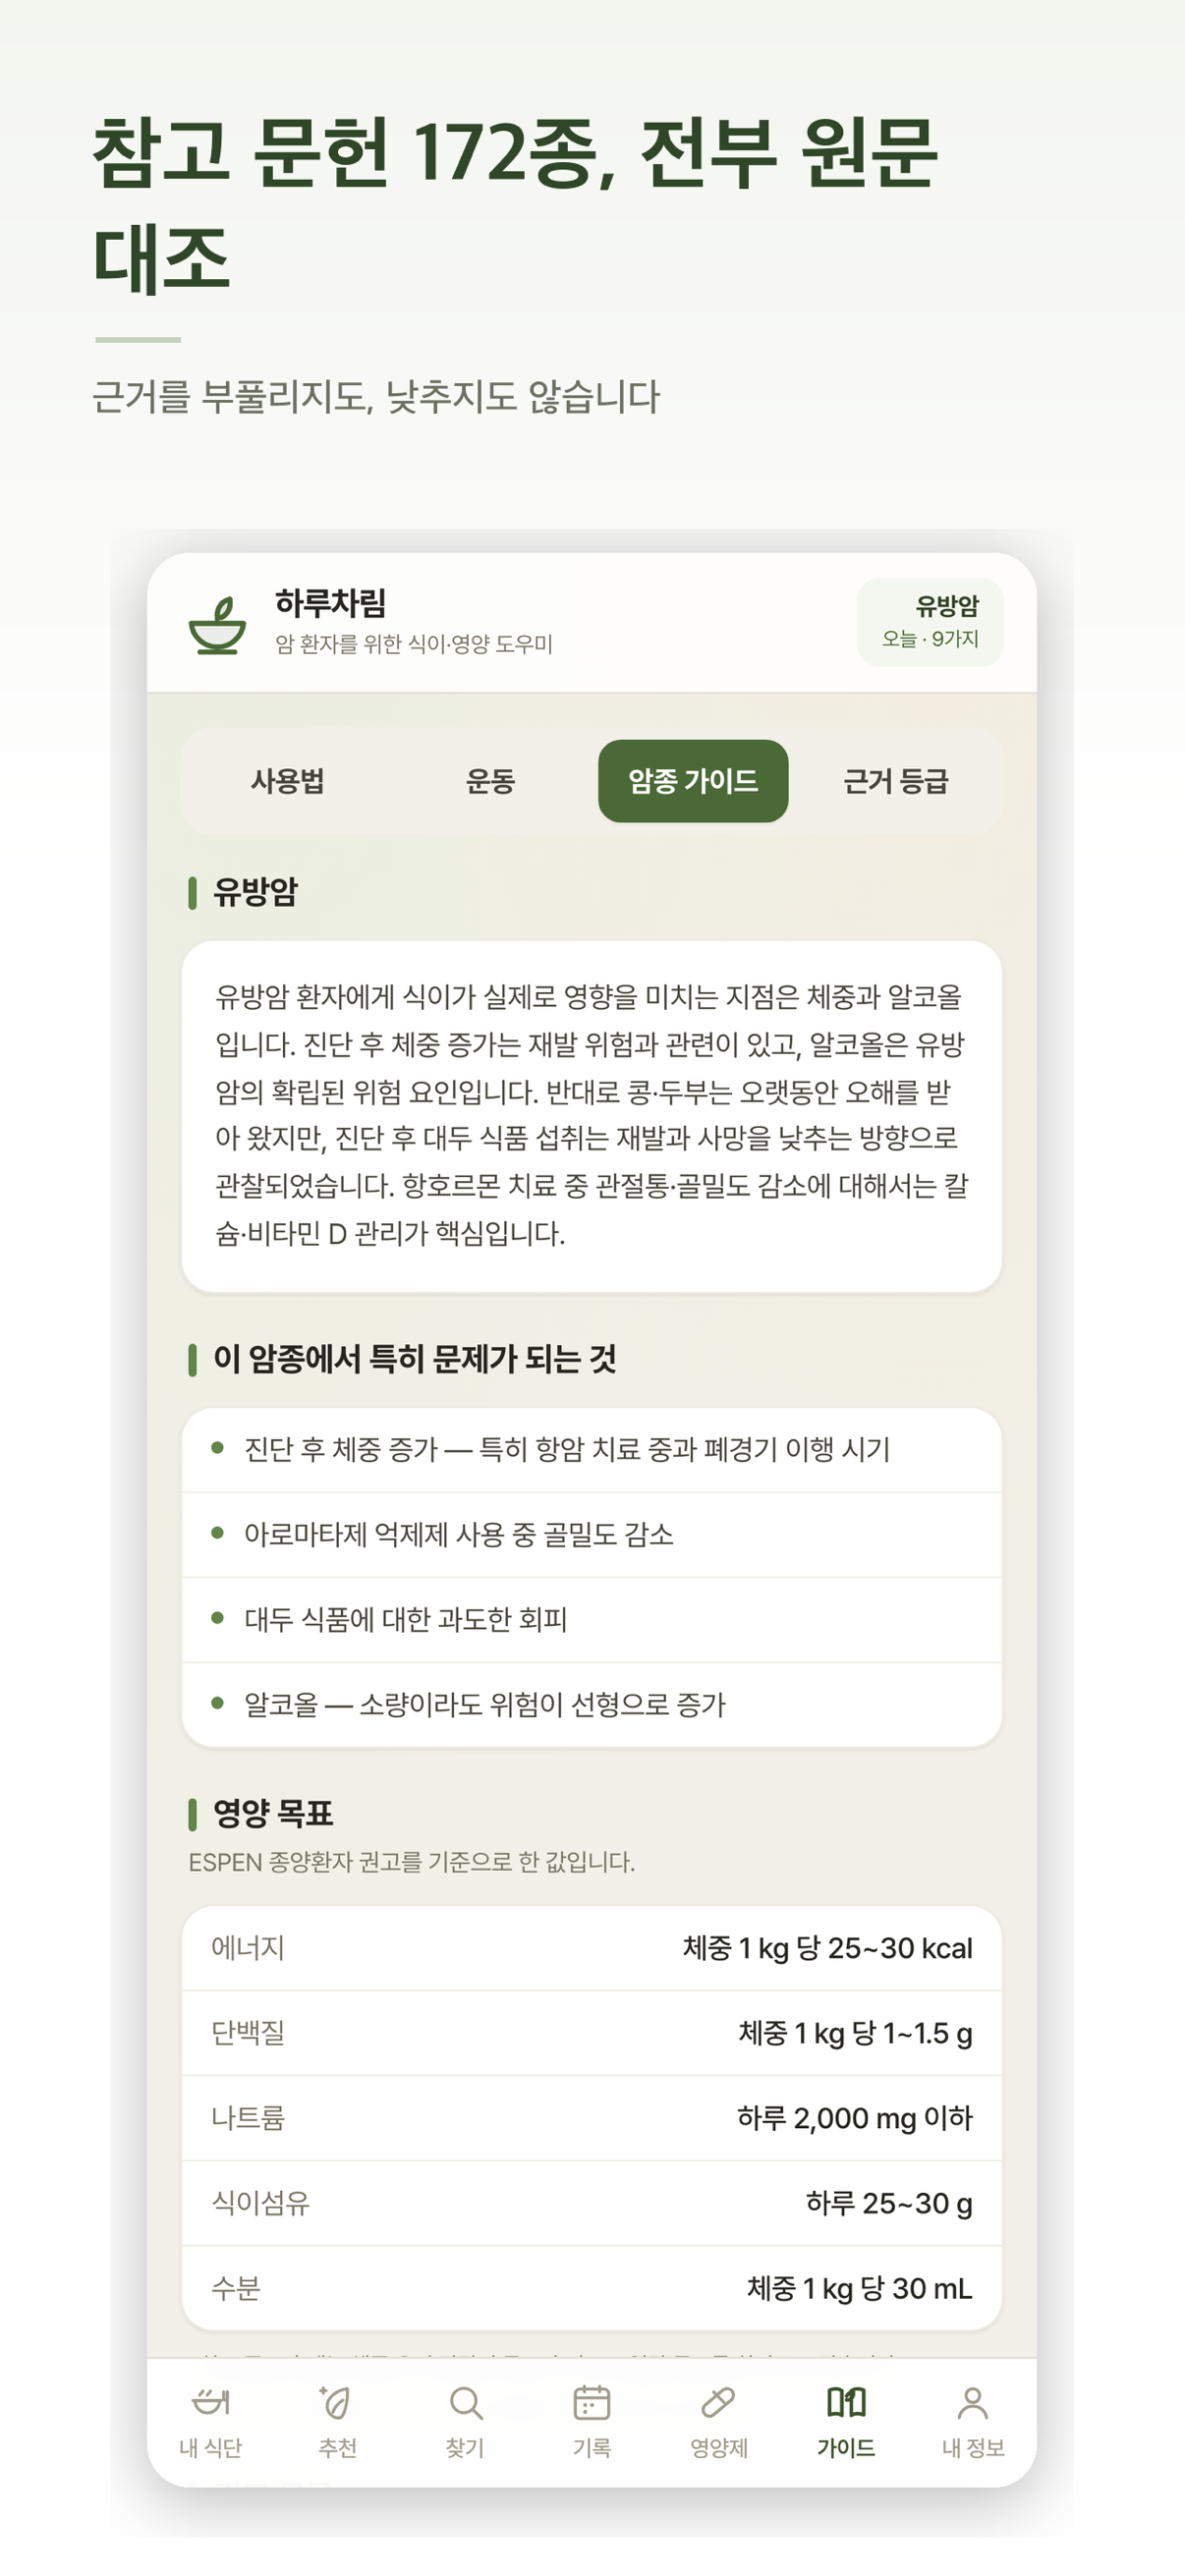 참고 문헌 172종, 전부 원문
대조
근거를 부풀리지도, 낮추지도 않습니다
하루차림
암 환자를 위한 식이·영양 도우미
유방암
오늘 · 9가지
사용법
운동
암종 가이드
근거 등급
유방암
유방암 환자에게 식이가 실제로 영향을 미치는 지점은 체중과 알코올
입니다. 진단 후 체중 증가는 재발 위험과 관련이 있고, 알코올은 유방
암의 확립된 위험 요인입니다. 반대로 콩·두부는 오랫동안 오해를 받
아 왔지만, 진단 후 대두 식품 섭취는 재발과 사망을 낮추는 방향으로
관찰되었습니다. 항호르몬 치료 중 관절통·골밀도 감소에 대해서는 칼
슘·비타민 D 관리가 핵심입니다.
이 암종에서 특히 문제가 되는 것
진단 후 체중 증가 — 특히 항암 치료 중과 폐경기 이행 시기
아로마타제 억제제 사용 중 골밀도 감소
대두 식품에 대한 과도한 회피
알코올 — 소량이라도 위험이 선형으로 증가
영양 목표
ESPEN 종양환자 권고를 기준으로 한 값입니다.
에너지 체중 1 kg 당 25~30 kcal
단백질 체중 1 kg 당 1~1.5 g
나트륨 하루 2,000 mg 이하
식이섬유 하루 25~30 g
수분 체중 1 kg 당 30 mL
내 식단
추천
찾기
기록
영양제
가이드
내 정보